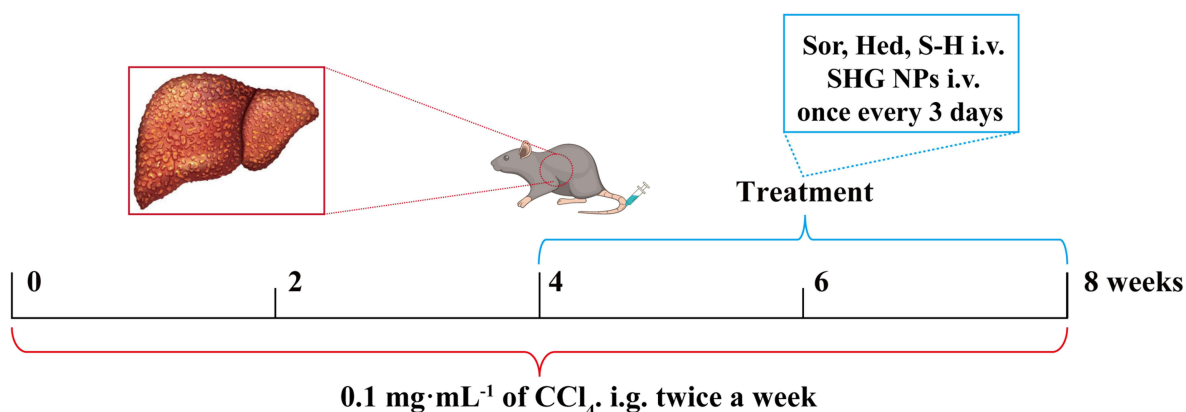 Sor, Hed, S-H i.v.
SHG NPs i.v.
once every 3 days
Treatment
0 2 4 6 8 weeks
0.1 mg·mL⁻¹ of CCl₄. i.g. twice a week